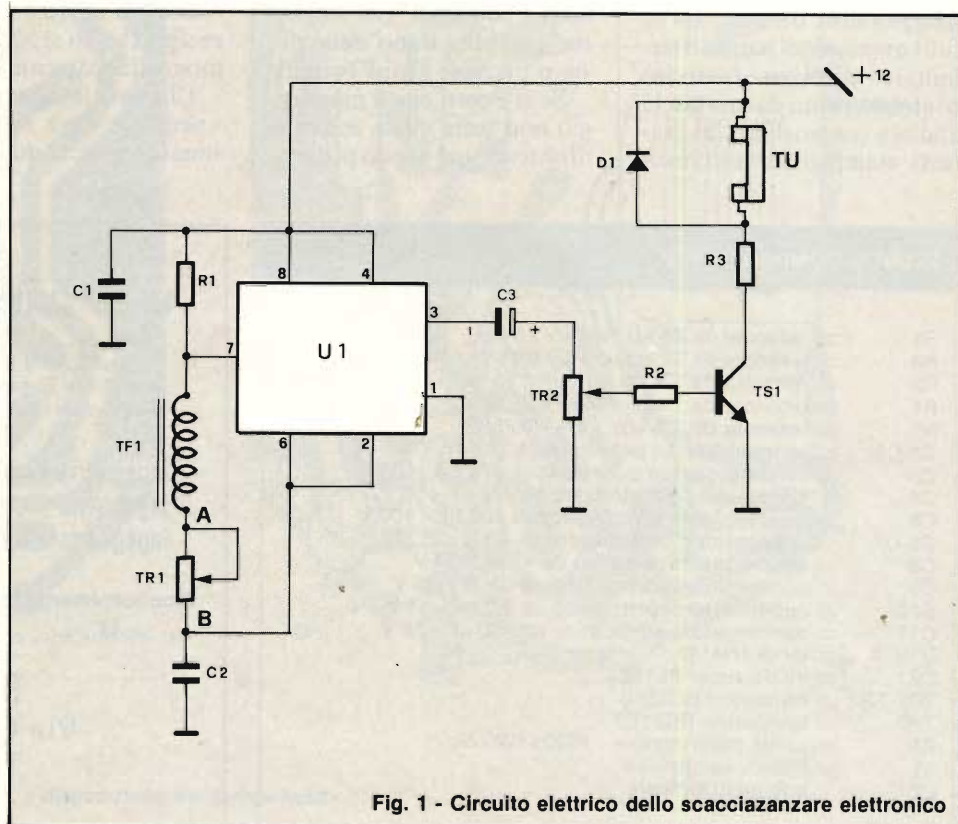 + 12
D1
TU
R3
C1
R1
8
4
7
U1
3
1
6
2
C3
+
TR2
R2
TS1
TF1
A
TR1
B
C2
Fig. 1 - Circuito elettrico dello scacciazanzare elettronico